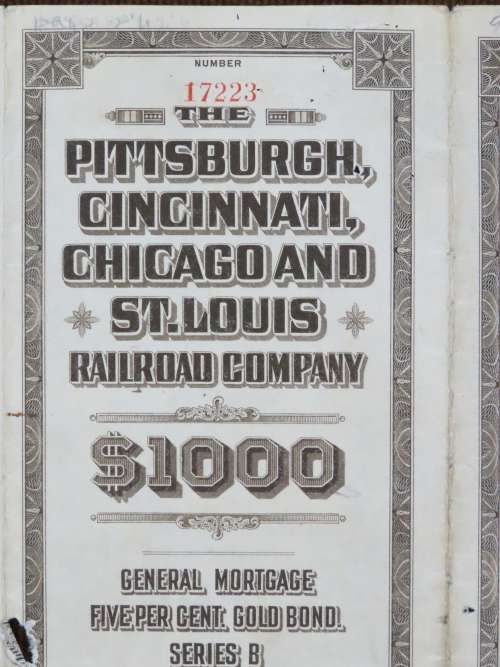 NUMBER
17223
THE
PITTSBURGH,
CINCINNATI,
CHICAGO AND
ST. LOUIS
RAILROAD COMPANY
$1000
GENERAL MORTGAGE
FIVE PER CENT. GOLD BOND.
SERIES B